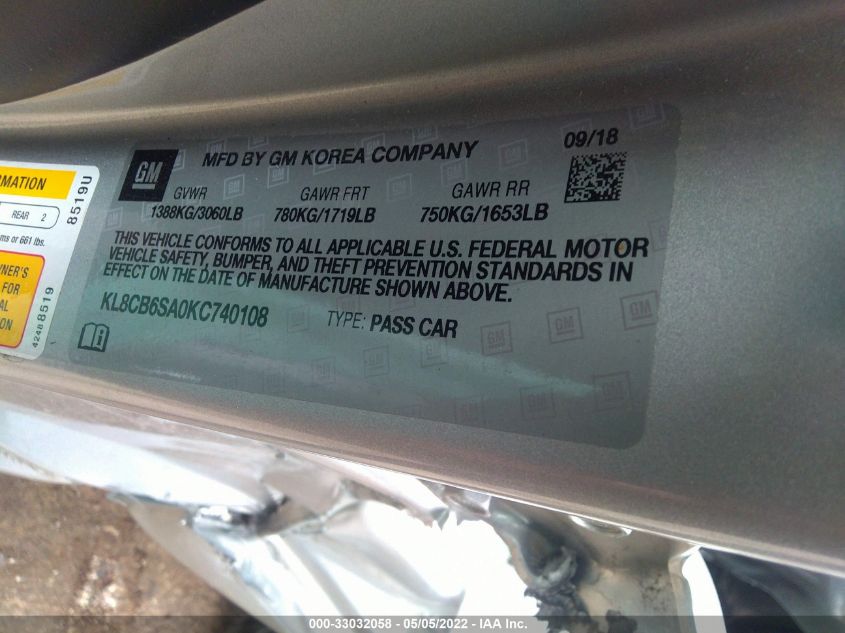 GM
MFD BY GM KOREA COMPANY
09/18
GVWR
GAWR FRT
GAWR RR
1388KG/3060LB
780KG/1719LB
750KG/1653LB
THIS VEHICLE CONFORMS TO ALL APPLICABLE U.S. FEDERAL MOTOR
VEHICLE SAFETY, BUMPER, AND THEFT PREVENTION STANDARDS IN
EFFECT ON THE DATE OF MANUFACTURE SHOWN ABOVE.
KL8CB6SA0KC740108
TYPE: PASS CAR
REAR 2
or 661 lbs.
FOR
8519U
42488519
000-33032058 - 05/05/2022 - IAA Inc.